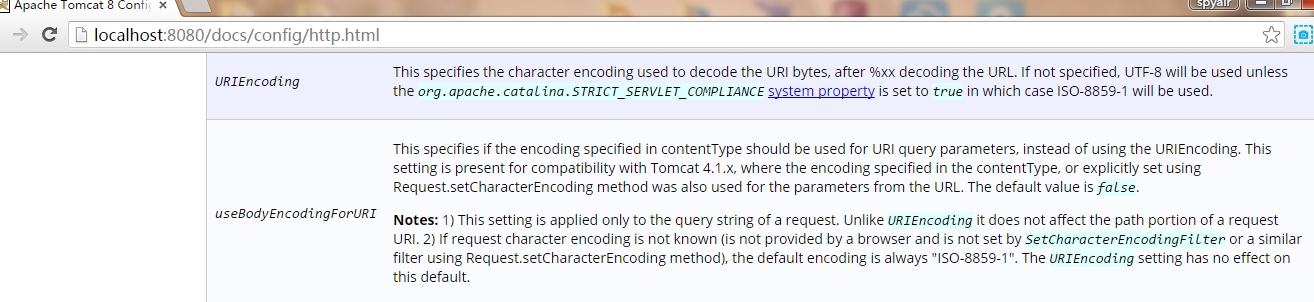 Apache Tomcat 8 Config
spyair
localhost:8080/docs/config/http.html
URIEncoding
This specifies the character encoding used to decode the URI bytes, after %xx decoding the URL. If not specified, UTF-8 will be used unless
the org.apache.catalina.STRICT_SERVLET_COMPLIANCE system property is set to true in which case ISO-8859-1 will be used.
useBodyEncodingForURI
This specifies if the encoding specified in contentType should be used for URI query parameters, instead of using the URIEncoding. This
setting is present for compatibility with Tomcat 4.1.x, where the encoding specified in the contentType, or explicitly set using
Request.setCharacterEncoding method was also used for the parameters from the URL. The default value is false.
Notes: 1) This setting is applied only to the query string of a request. Unlike URIEncoding it does not affect the path portion of a request
URI. 2) If request character encoding is not known (is not provided by a browser and is not set by SetCharacterEncodingFilter or a similar
filter using Request.setCharacterEncoding method), the default encoding is always "ISO-8859-1". The URIEncoding setting has no effect on
this default.